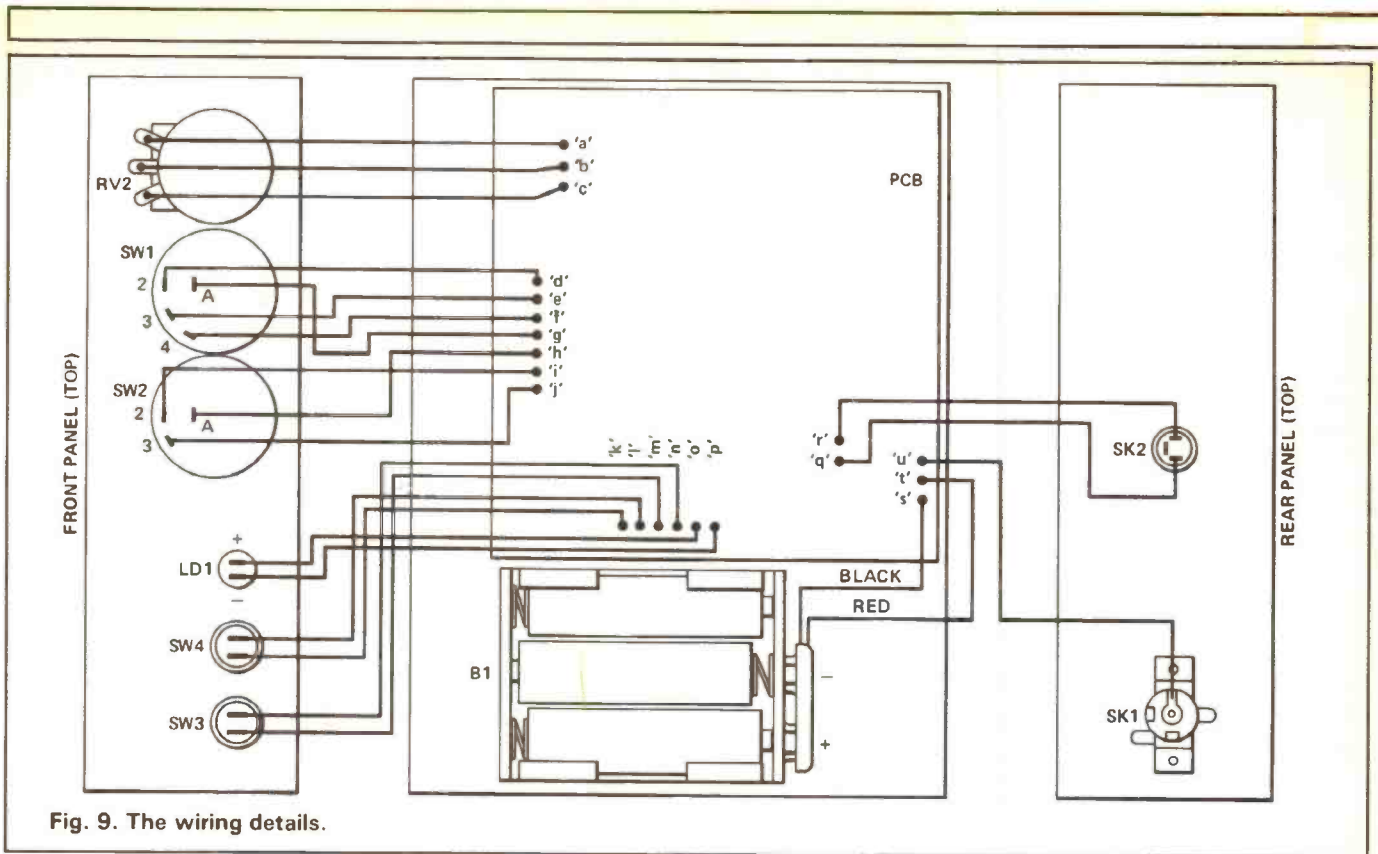 'a'
'b'
'c'
RV2
PCB
SW1
2
A
3
4
'd'
'e'
'f'
'g'
'h'
'i'
'j'
SW2
2
A
3
FRONT PANEL (TOP)
'k'
'l'
'm'
'n'
'o'
'p'
'r'
'q'
'u'
't'
's'
SK2
REAR PANEL (TOP)
+
LD1
−
BLACK
RED
SW4
B1
−
+
SW3
SK1
Fig. 9. The wiring details.